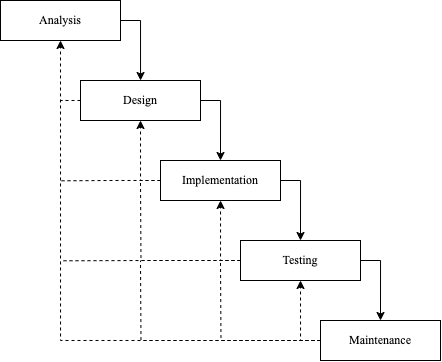 Analysis
Design
Implementation
Testing
Maintenance